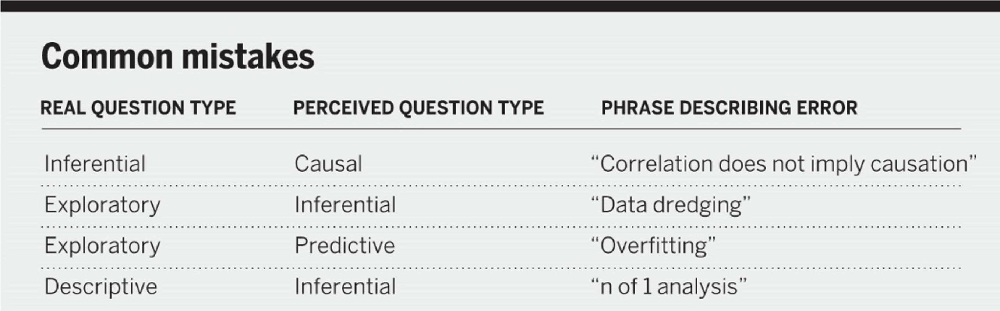 Common mistakes
REAL QUESTION TYPE PERCEIVED QUESTION TYPE PHRASE DESCRIBING ERROR
Inferential Causal “Correlation does not imply causation”
Exploratory Inferential “Data dredging”
Exploratory Predictive “Overfitting”
Descriptive Inferential “n of 1 analysis”